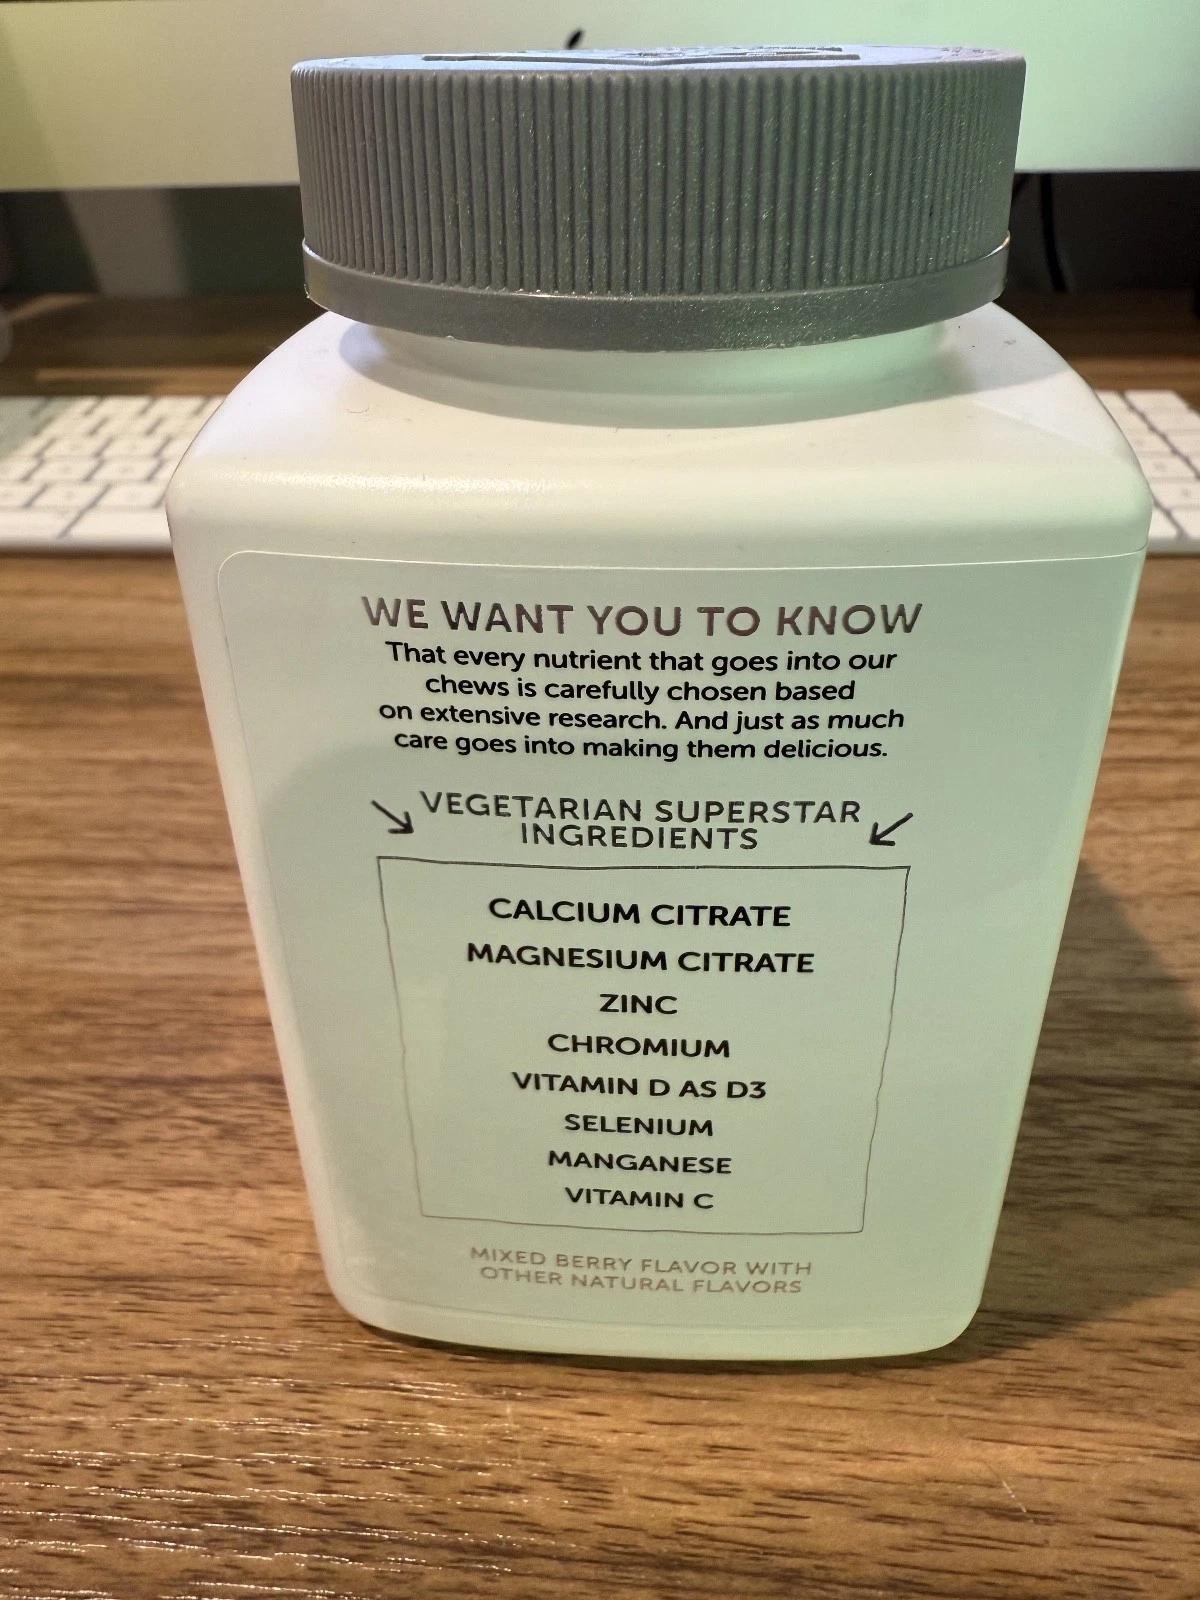 WE WANT YOU TO KNOW
That every nutrient that goes into our
chews is carefully chosen based
on extensive research. And just as much
care goes into making them delicious.
VEGETARIAN SUPERSTAR
INGREDIENTS
CALCIUM CITRATE
MAGNESIUM CITRATE
ZINC
CHROMIUM
VITAMIN D AS D3
SELENIUM
MANGANESE
VITAMIN C
MIXED BERRY FLAVOR WITH
OTHER NATURAL FLAVORS